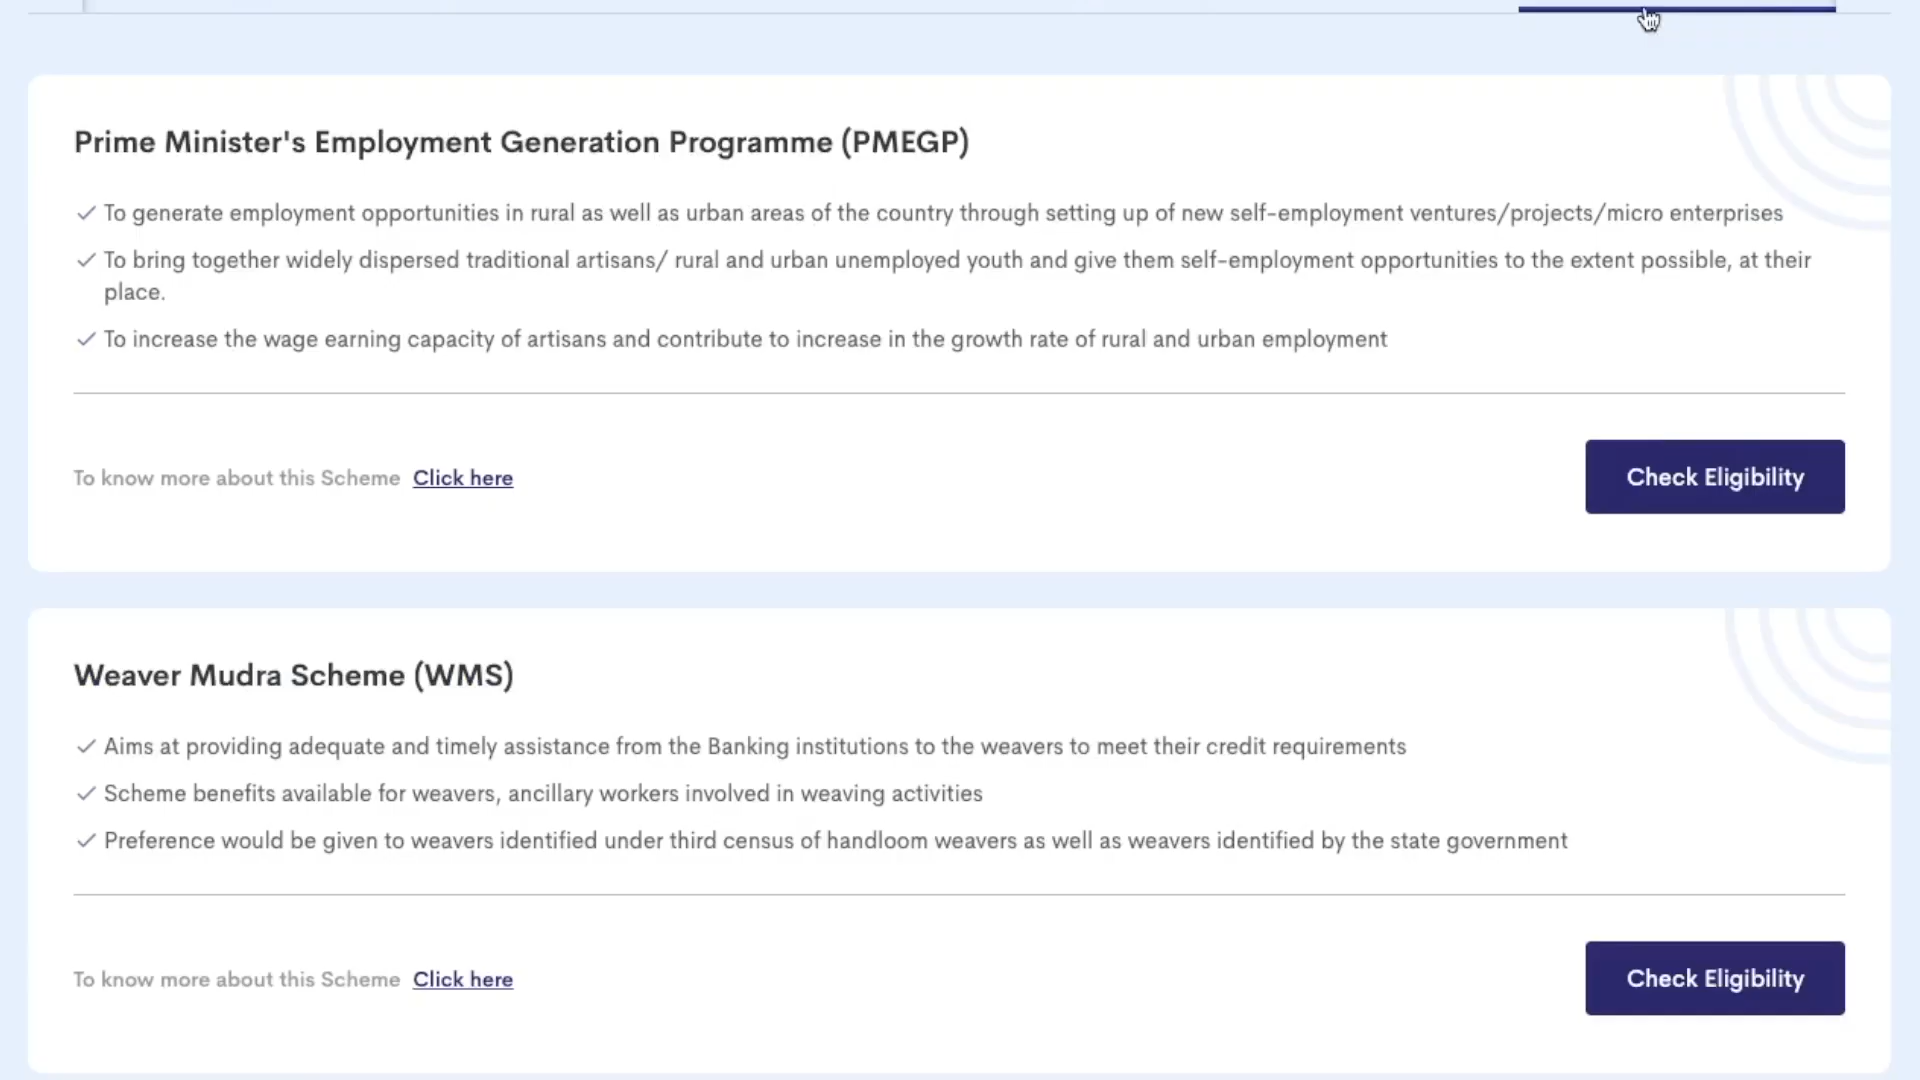 Prime Minister's Employment Generation Programme (PMEGP)
To generate employment opportunities in rural as well as urban areas of the country through setting up of new self-employment ventures/projects/micro enterprises
To bring together widely dispersed traditional artisans/ rural and urban unemployed youth and give them self-employment opportunities to the extent possible, at their
place.
To increase the wage earning capacity of artisans and contribute to increase in the growth rate of rural and urban employment
To know more about this Scheme Click here
Check Eligibility
Weaver Mudra Scheme (WMS)
Aims at providing adequate and timely assistance from the Banking institutions to the weavers to meet their credit requirements
Scheme benefits available for weavers, ancillary workers involved in weaving activities
Preference would be given to weavers identified under third census of handloom weavers as well as weavers identified by the state government
To know more about this Scheme Click here
Check Eligibility